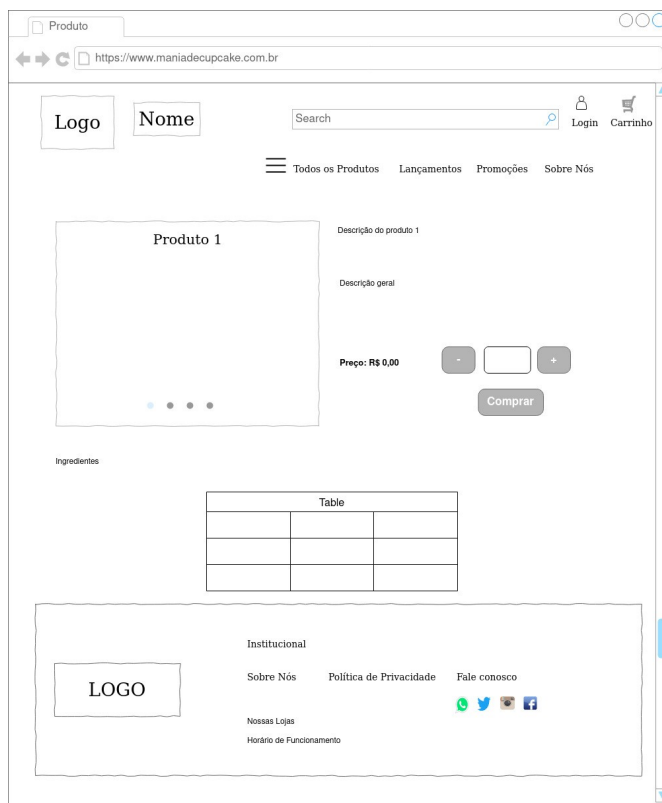 Produto
https://www.maniadecupcake.com.br
Logo
Nome
Search
Login
Carrinho
Todos os Produtos Lançamentos Promoções Sobre Nós
Produto 1
Descrição do produto 1
Descrição geral
Preço: R$ 0,00
- +
Comprar
Ingredientes
Table
LOGO
Institucional
Sobre Nós Política de Privacidade Fale conosco
Nossas Lojas
Horário de Funcionamento